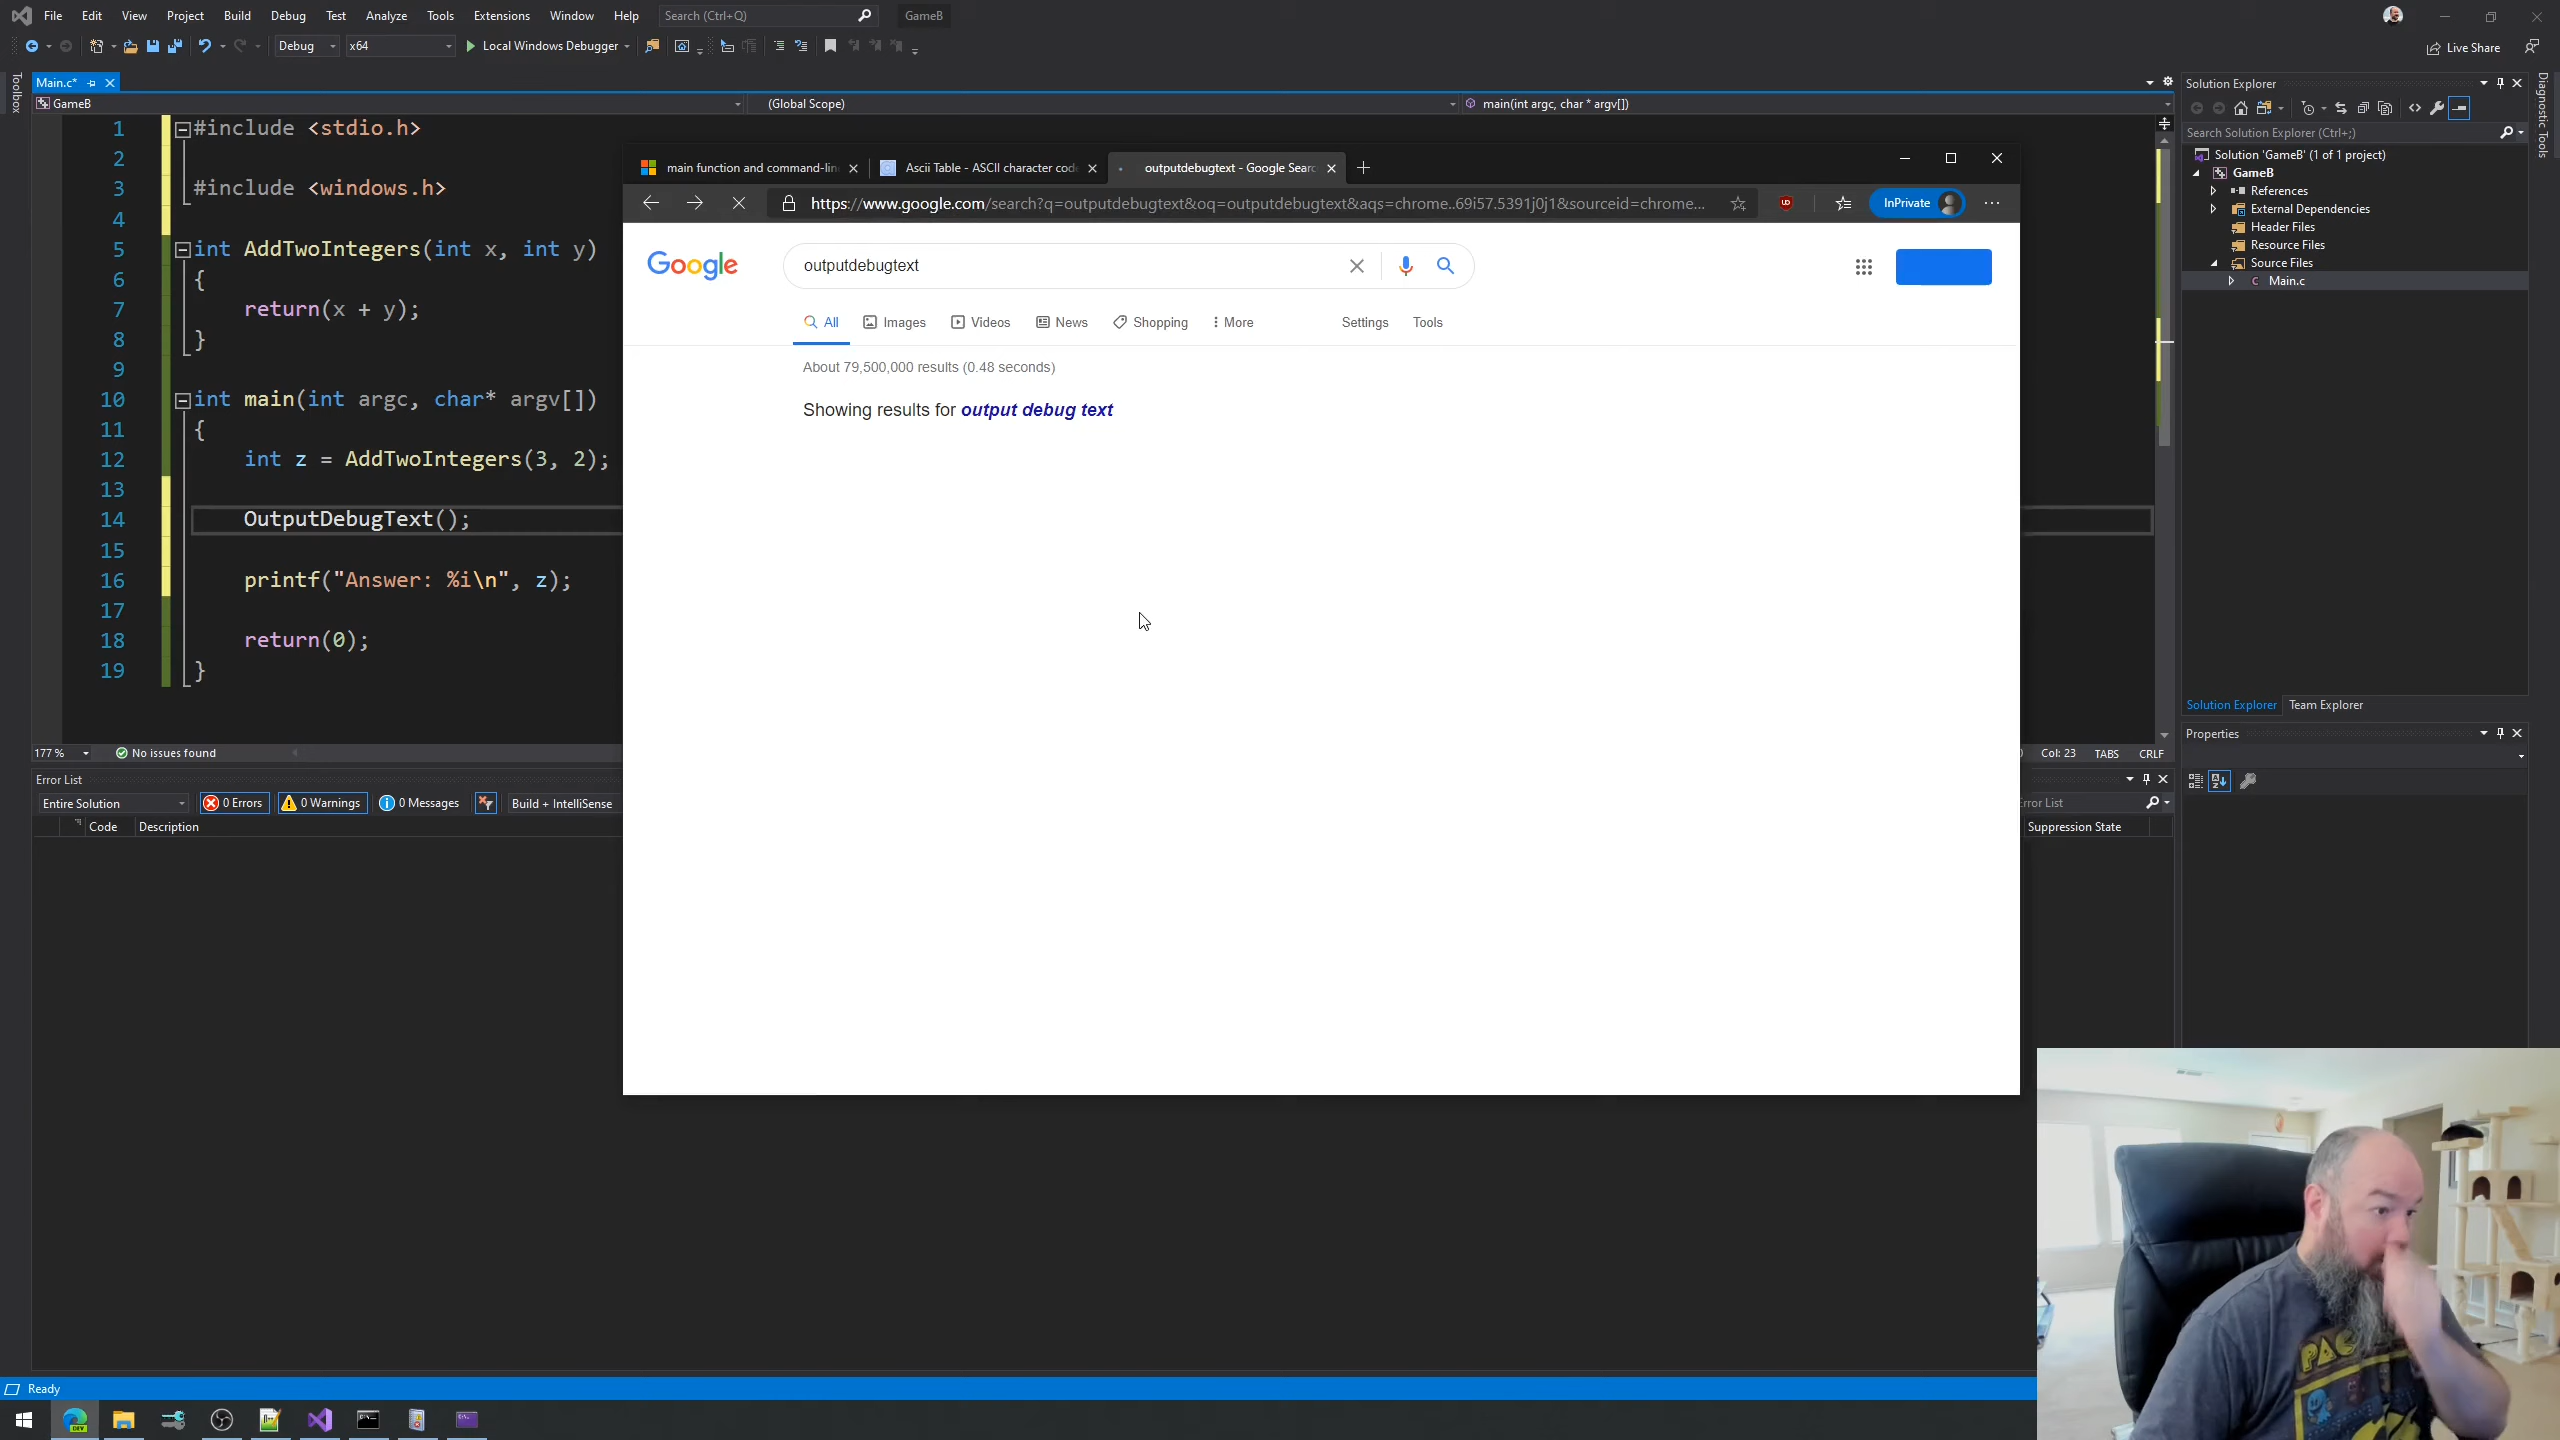 File Edit View Project Build Debug Test Analyze Tools Extensions Window Help Search (Ctrl+Q) GameB
Debug x64 Local Windows Debugger Live Share
Toolbox
Main.c*
GameB (Global Scope) main(int argc, char * argv[])
1 #include <stdio.h>
2
3 #include <windows.h>
4
5 int AddTwoIntegers(int x, int y)
6 {
7 return(x + y);
8 }
9
10 int main(int argc, char* argv[])
11 {
12 int z = AddTwoIntegers(3, 2);
13
14 OutputDebugText();
15
16 printf("Answer: %i\n", z);
17
18 return(0);
19 }
177 % No issues found
Col: 23 TABS CRLF
main function and command-lin
Ascii Table - ASCII character code
outputdebugtext - Google Searc
https://www.google.com/search?q=outputdebugtext&oq=outputdebugtext&aqs=chrome..69i57.5391j0j1&sourceid=chrome...
InPrivate
Google
outputdebugtext
All Images Videos News Shopping More Settings Tools
About 79,500,000 results (0.48 seconds)
Showing results for output debug text
Error List
Entire Solution 0 Errors 0 Warnings 0 Messages Build + IntelliSense
Code Description
Error List
Suppression State
Solution Explorer
Search Solution Explorer (Ctrl+;)
Solution 'GameB' (1 of 1 project)
GameB
References
External Dependencies
Header Files
Resource Files
Source Files
Main.c
Solution Explorer Team Explorer
Properties
Diagnostic Tools
Ready
PAC